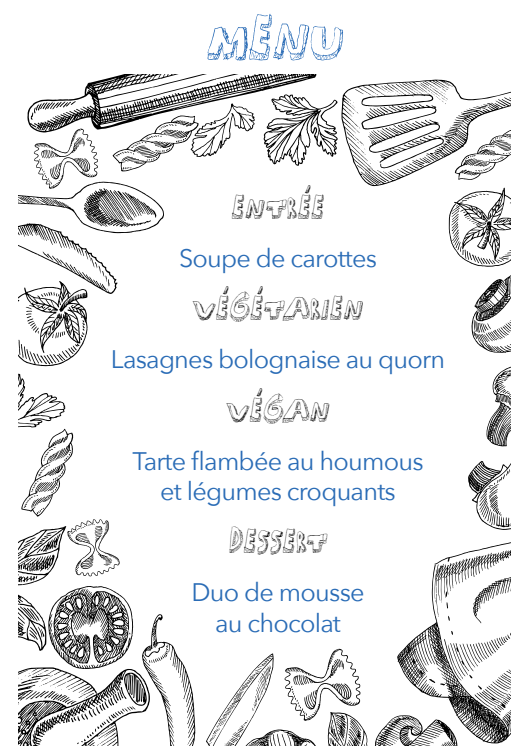 MENU
ENTRÉE
Soupe de carottes
VÉGÉTARIEN
Lasagnes bolognaise au quorn
VÉGAN
Tarte flambée au houmous
et légumes croquants
DESSERT
Duo de mousse
au chocolat